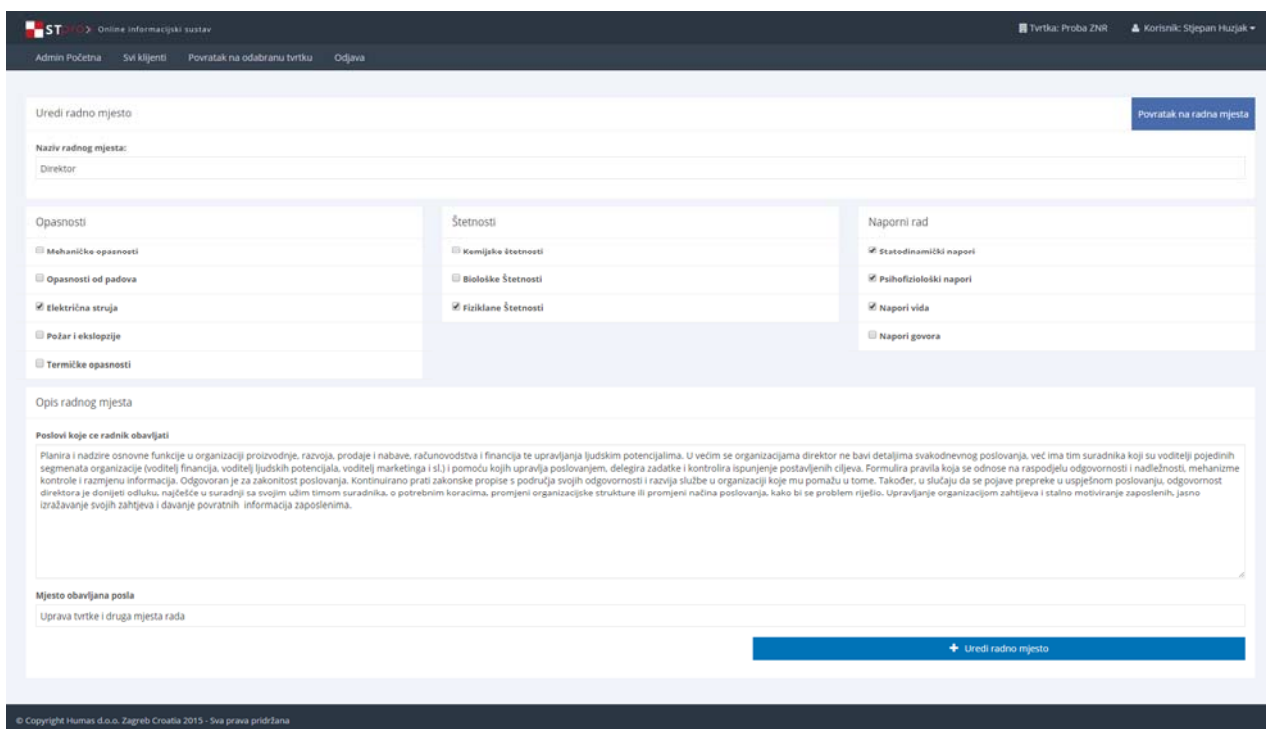 STpro> Online informacijski sustav
Tvrtka: Proba ZNR
Korisnik: Stjepan Huzjak
Admin Početna
Svi klijenti
Povratak na odabranu tvrtku
Odjava
Uredi radno mjesto
Povratak na radna mjesta
Naziv radnog mjesta:
Direktor
Opasnosti
Mehaničke opasnosti
Opasnosti od padova
Električna struja
Požar i ekslopzije
Termičke opasnosti
Štetnosti
Kemijske štetnosti
Biološke Štetnosti
Fiziklane Štetnosti
Naporni rad
Statodinamički napori
Psihofiziološki napori
Napori vida
Napori govora
Opis radnog mjesta
Poslovi koje ce radnik obavljati
Planira i nadzire osnovne funkcije u organizaciji proizvodnje, razvoja, prodaje i nabave, računovodstva i financija te upravljanja ljudskim potencijalima. U većim se organizacijama direktor ne bavi detaljima svakodnevnog poslovanja, već ima tim suradnika koji su voditelji pojedinih
segmenata organizacije (voditelj financija, voditelj ljudskih potencijala, voditelj marketinga i sl.) i pomoću kojih upravlja poslovanjem, delegira zadatke i kontrolira ispunjenje postavljenih ciljeva. Formulira pravila koja se odnose na raspodjelu odgovornosti i nadležnosti, mehanizme
kontrole i razmjenu informacija. Odgovoran je za zakonitost poslovanja. Kontinuirano prati zakonske propise s područja svojih odgovornosti i razvija službe u organizaciji koje mu pomažu u tome. Također, u slučaju da se pojave prepreke u uspješnom poslovanju, odgovornost
direktora je donijeti odluku, najčešće u suradnji sa svojim užim timom suradnika, o potrebnim koracima, promjeni organizacijske strukture ili promjeni načina poslovanja, kako bi se problem riješio. Upravljanje organizacijom zahtijeva i stalno motiviranje zaposlenih, jasno
izražavanje svojih zahtjeva i davanje povratnih informacija zaposlenima.
Mjesto obavljana posla
Uprava tvrtke i druga mjesta rada
Uredi radno mjesto
© Copyright Humas d.o.o. Zagreb Croatia 2015 - Sva prava pridržana